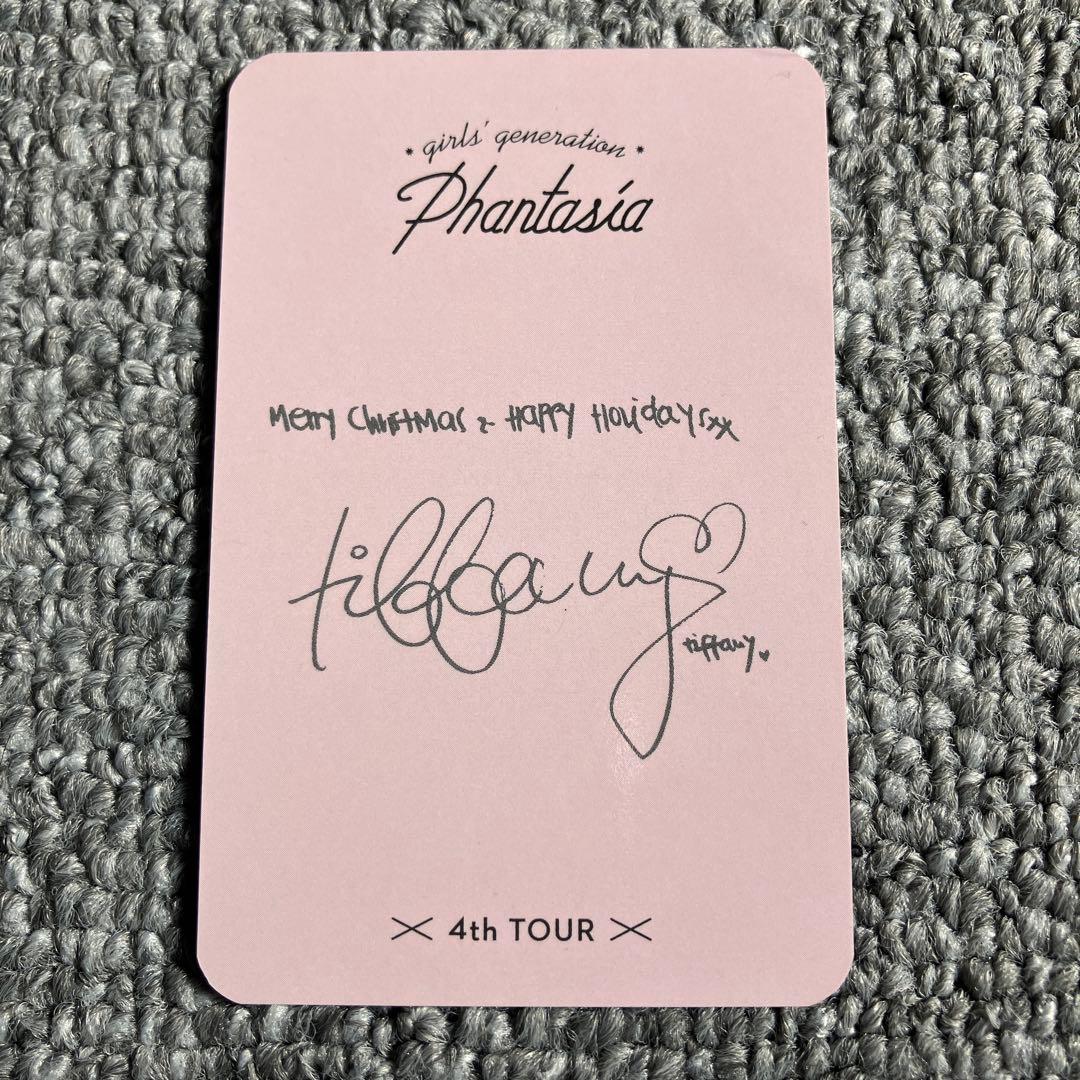 girls' generation
Phantasia
Merry Christmas & Happy Holidays xx
tiffany
tiffany
4th TOUR